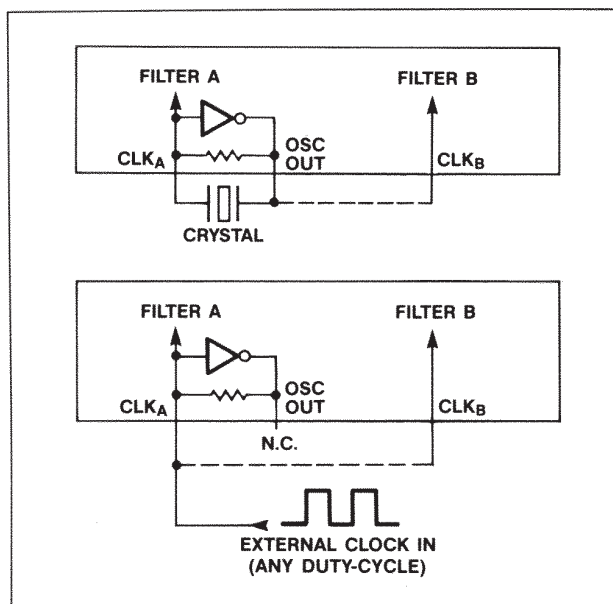 FILTER A
FILTER B
CLKA
OSC
OUT
CLKB
CRYSTAL
FILTER A
FILTER B
CLKA
OSC
OUT
CLKB
N.C.
EXTERNAL CLOCK IN
(ANY DUTY-CYCLE)